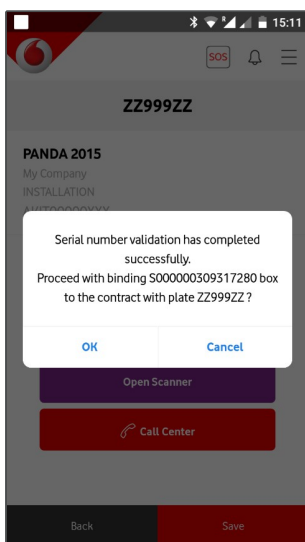 15:11
SOS
ZZ999ZZ
PANDA 2015
My Company
INSTALLATION
Serial number validation has completed
successfully.
Proceed with binding S000000309317280 box
to the contract with plate ZZ999ZZ ?
OK
Cancel
Open Scanner
Call Center
Back
Save